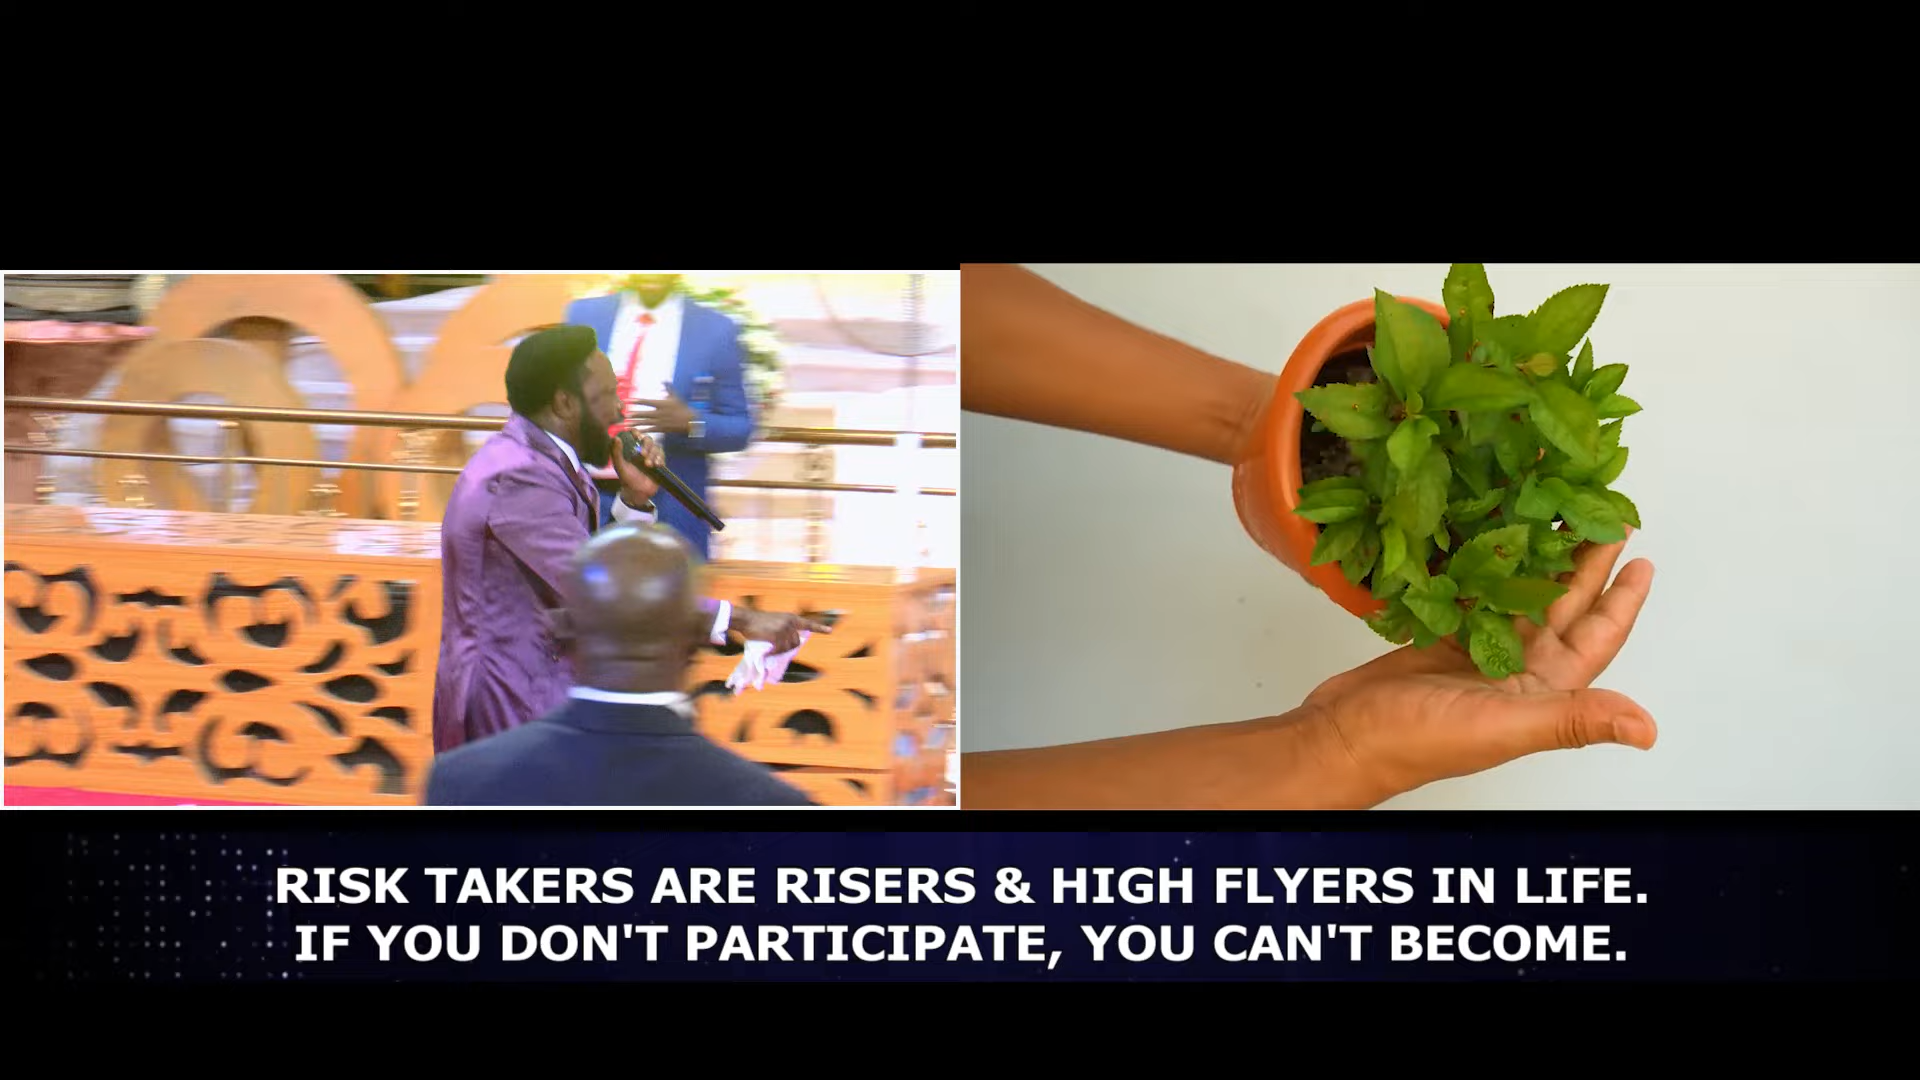 RISK TAKERS ARE RISERS & HIGH FLYERS IN LIFE.
IF YOU DON'T PARTICIPATE, YOU CAN'T BECOME.